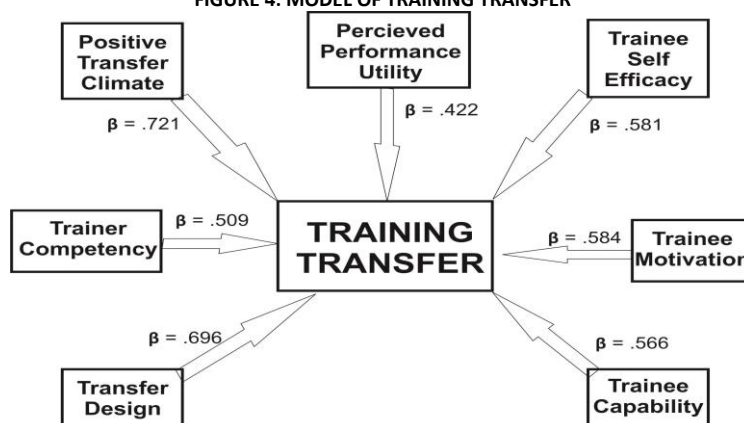 FIGURE 4: MODEL OF TRAINING TRANSFER
Positive
Transfer
Climate
Percieved
Performance
Utility
Trainee
Self
Efficacy
β = .721
β = .422
β = .581
Trainer
Competency
β = .509
TRAINING
TRANSFER
β = .584
Trainee
Motivation
β = .696
β = .566
Transfer
Design
Trainee
Capability